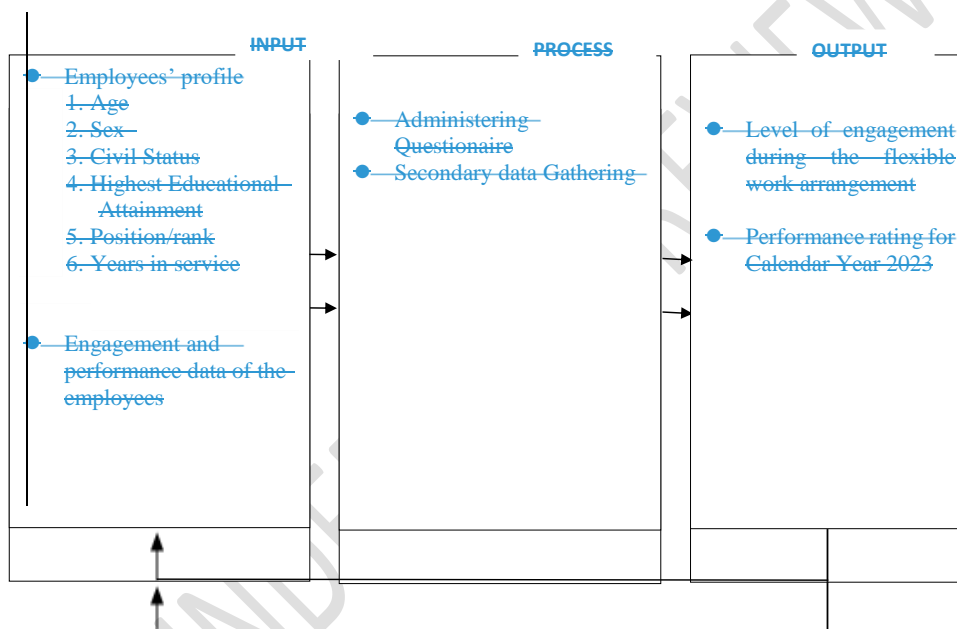 INPUT
Employees’ profile
1. Age
2. Sex
3. Civil Status
4. Highest Educational
Attainment
5. Position/rank
6. Years in service
Engagement and
performance data of the
employees
PROCESS
Administering
Questionaire
Secondary data Gathering
OUTPUT
Level of engagement
during the flexible
work arrangement
Performance rating for
Calendar Year 2023